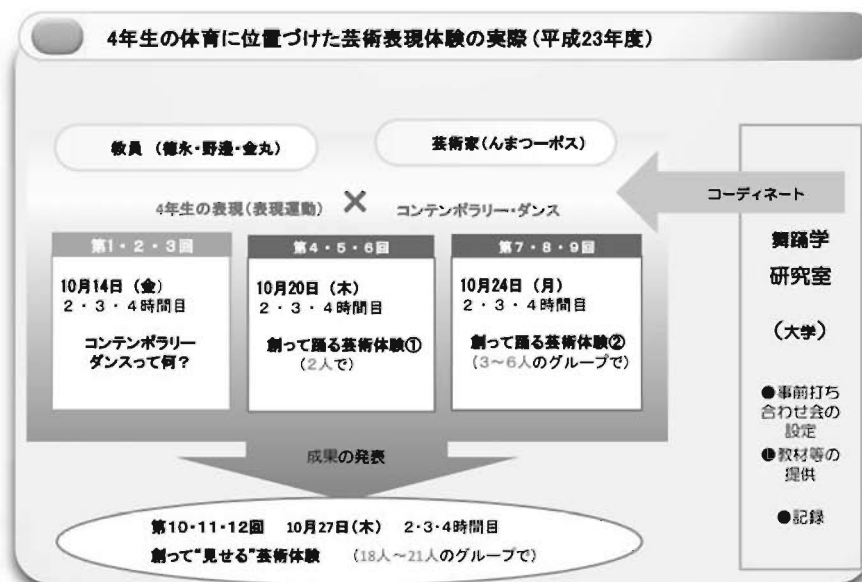 4年生の体育に位置づけた芸術表現体験の実際（平成23年度）
教員 （徳永・野邊・金丸）
芸術家（んまつーポス）
コーディネート
4年生の表現（表現運動） × コンテンポラリー・ダンス
第1・2・3回
10月14日（金）
2・3・4時間目
コンテンポラリー
ダンスって何？
第4・5・6回
10月20日（木）
2・3・4時間目
創って踊る芸術体験①
（2人で）
第7・8・9回
10月24日（月）
2・3・4時間目
創って踊る芸術体験②
（3～6人のグループで）
舞踊学
研究室
（大学）
●事前打ち
合わせ会の
設定
●教材等の
提供
●記録
成果の発表
第10・11・12回 10月27日（木） 2・3・4時間目
創って“見せる”芸術体験 （18人～21人のグループで）